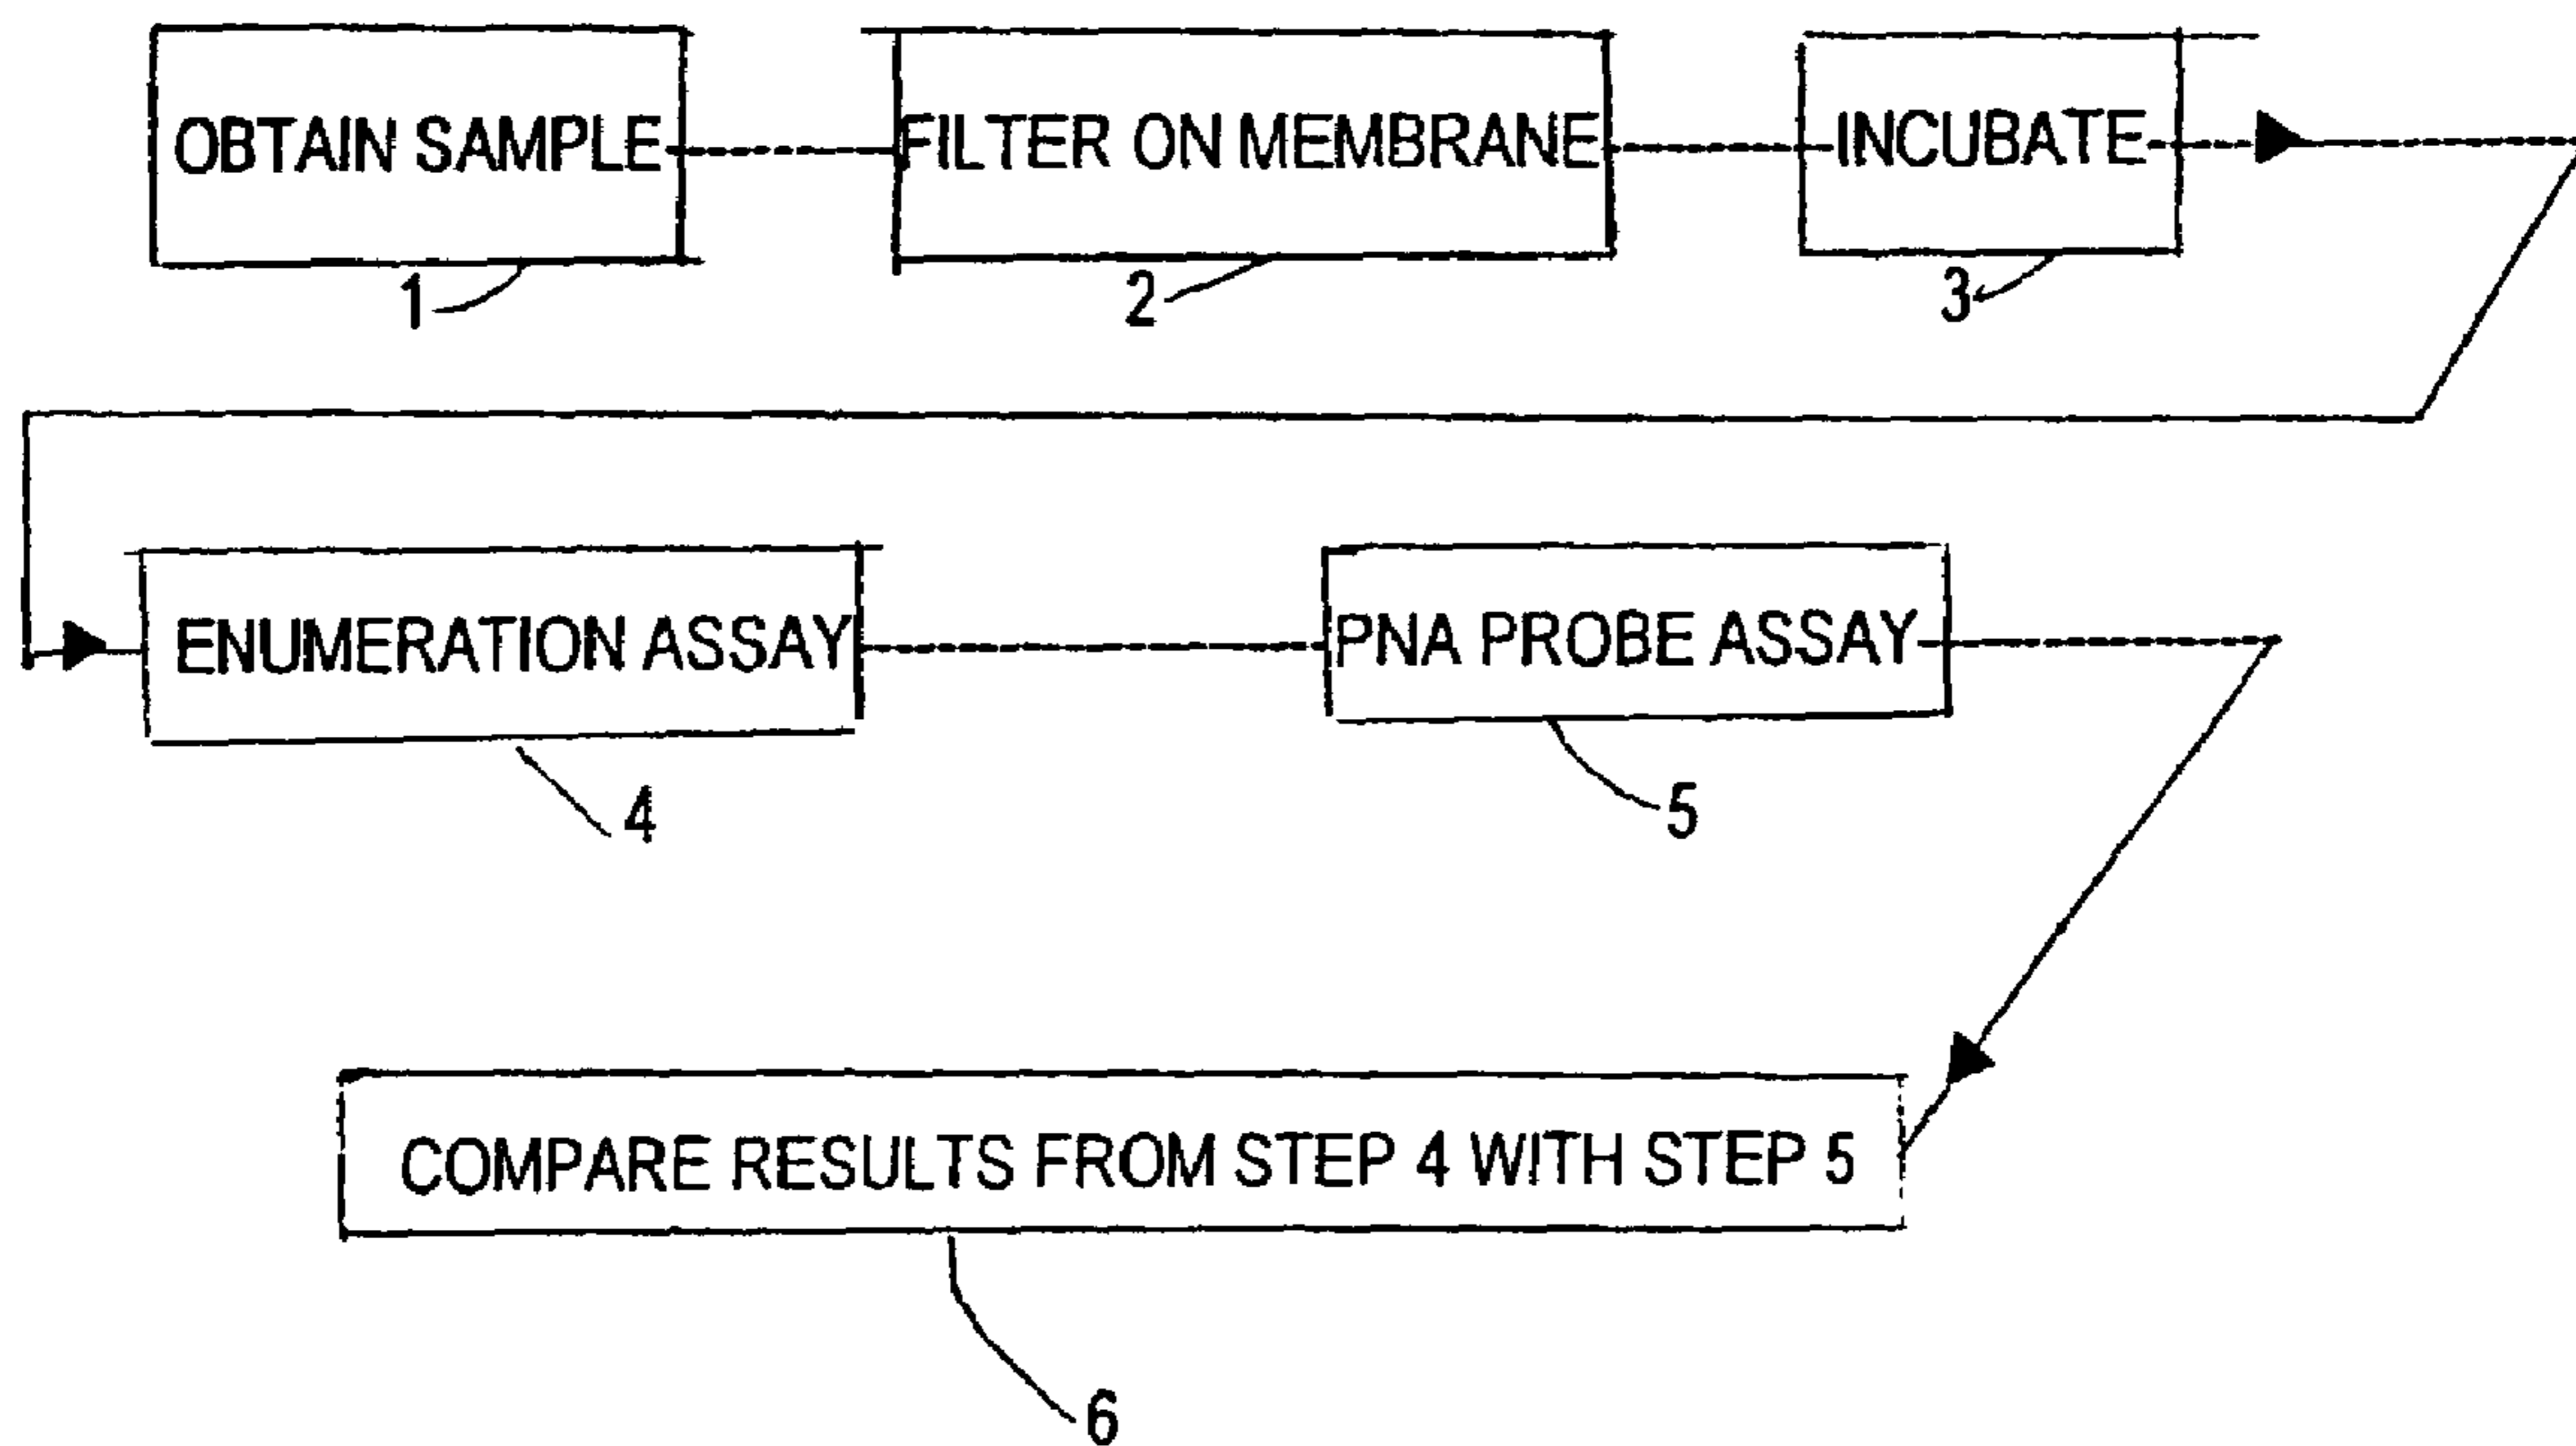 OBTAIN SAMPLE
FILTER ON MEMBRANE
INCUBATE
1
2
3
ENUMERATION ASSAY
PNA PROBE ASSAY
4
5
COMPARE RESULTS FROM STEP 4 WITH STEP 5
6